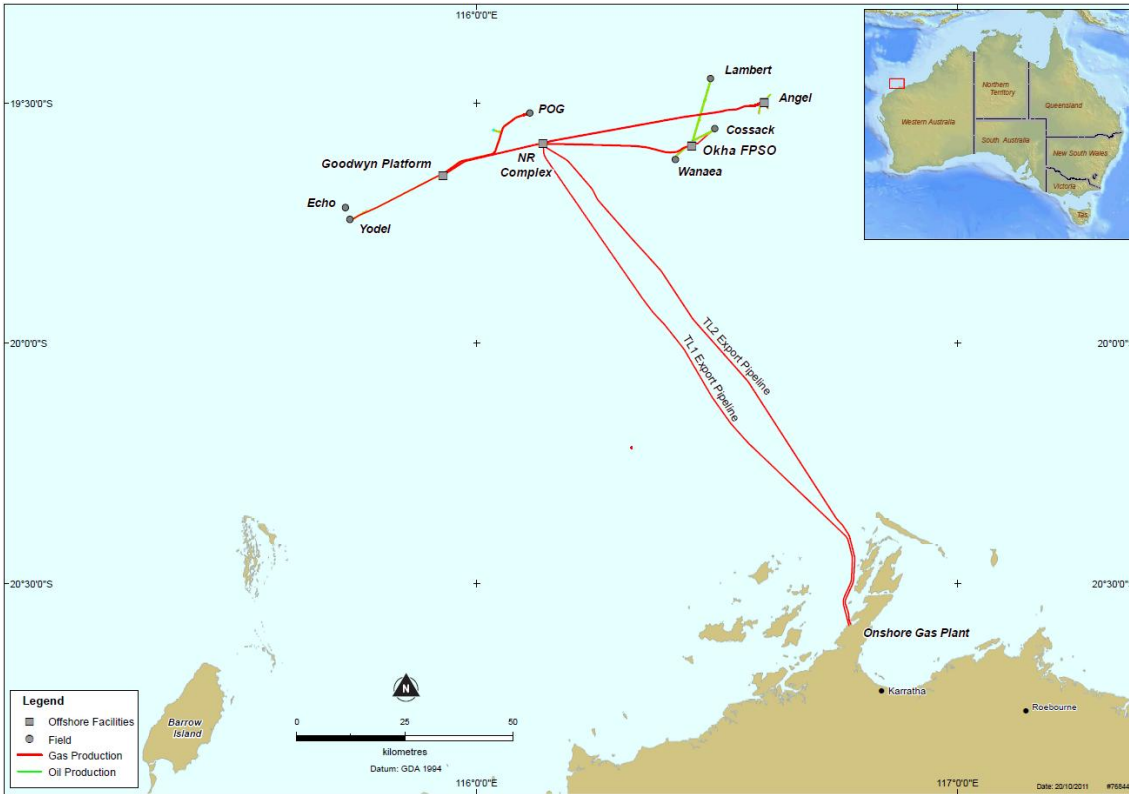 116°0'0"E
19°30'0"S
Lambert
Angel
POG
Cossack
NR
Complex
Okha FPSO
Goodwyn Platform
Wanaea
Echo
Yodel
Northern
Territory
Queensland
Western Australia
South Australia
New South Wales
Victoria
Tas
20°0'0"S
TL2 Export Pipeline
TL1 Export Pipeline
20°30'0"S
20°30'0"S
Onshore Gas Plant
Karratha
Roebourne
Barrow
Island
N
0
25
50
kilometres
Datum: GDA 1994
Legend
Offshore Facilities
Field
Gas Production
Oil Production
116°0'0"E
117°0'0"E
Date: 20/10/2011
#76844